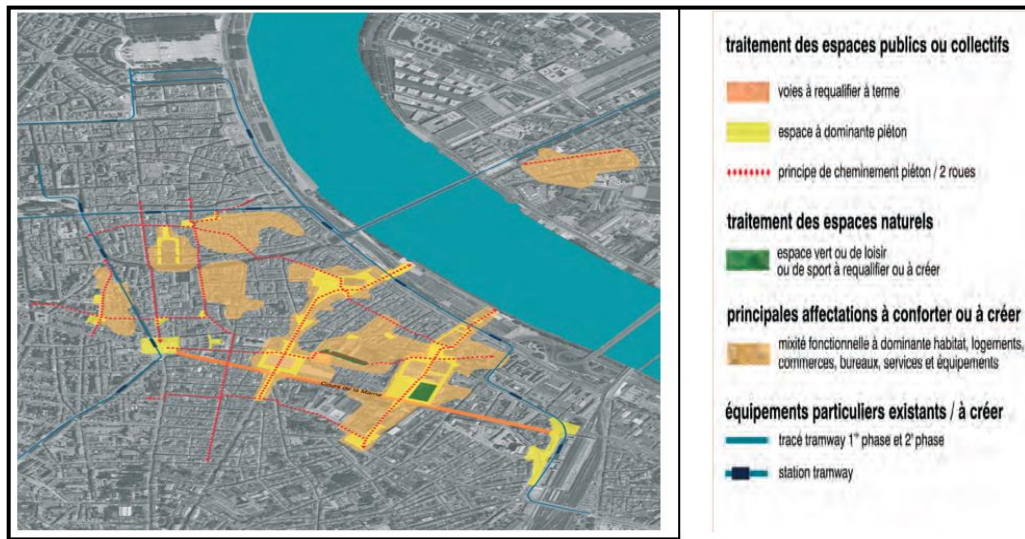 Cours de la Marne
traitement des espaces publics ou collectifs
voies à requalifier à terme
espace à dominante piéton
principe de cheminement piéton / 2 roues
traitement des espaces naturels
espace vert ou de loisir
ou de sport à requalifier ou à créer
principales affectations à conforter ou à créer
mixité fonctionnelle à dominante habitat, logements,
commerces, bureaux, services et équipements
équipements particuliers existants / à créer
tracé tramway 1re phase et 2e phase
station tramway